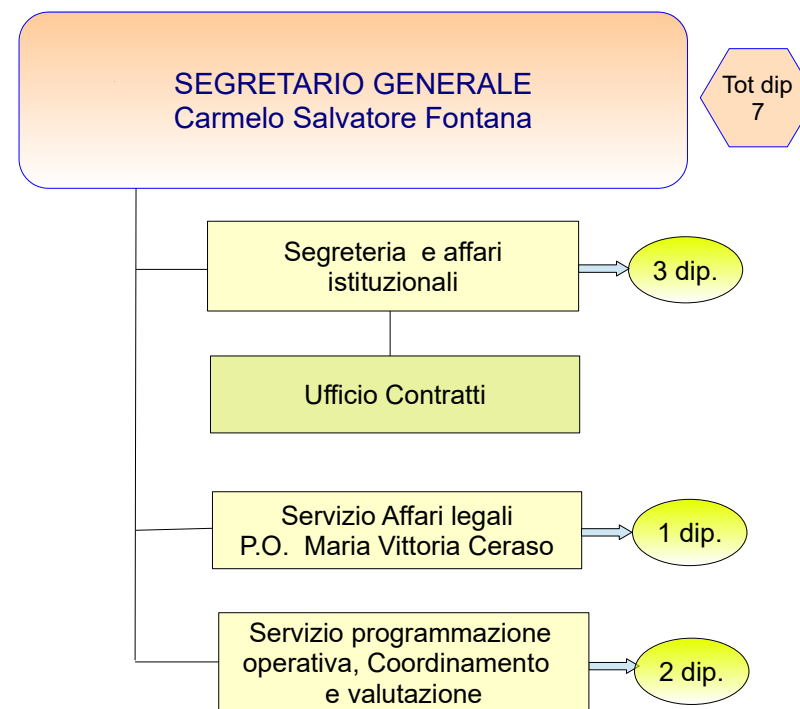 SEGRETARIO GENERALE
Carmelo Salvatore Fontana
Tot dip
7
Segreteria e affari
istituzionali
3 dip.
Ufficio Contratti
Servizio Affari legali
P.O. Maria Vittoria Ceraso
1 dip.
Servizio programmazione
operativa, Coordinamento
e valutazione
2 dip.